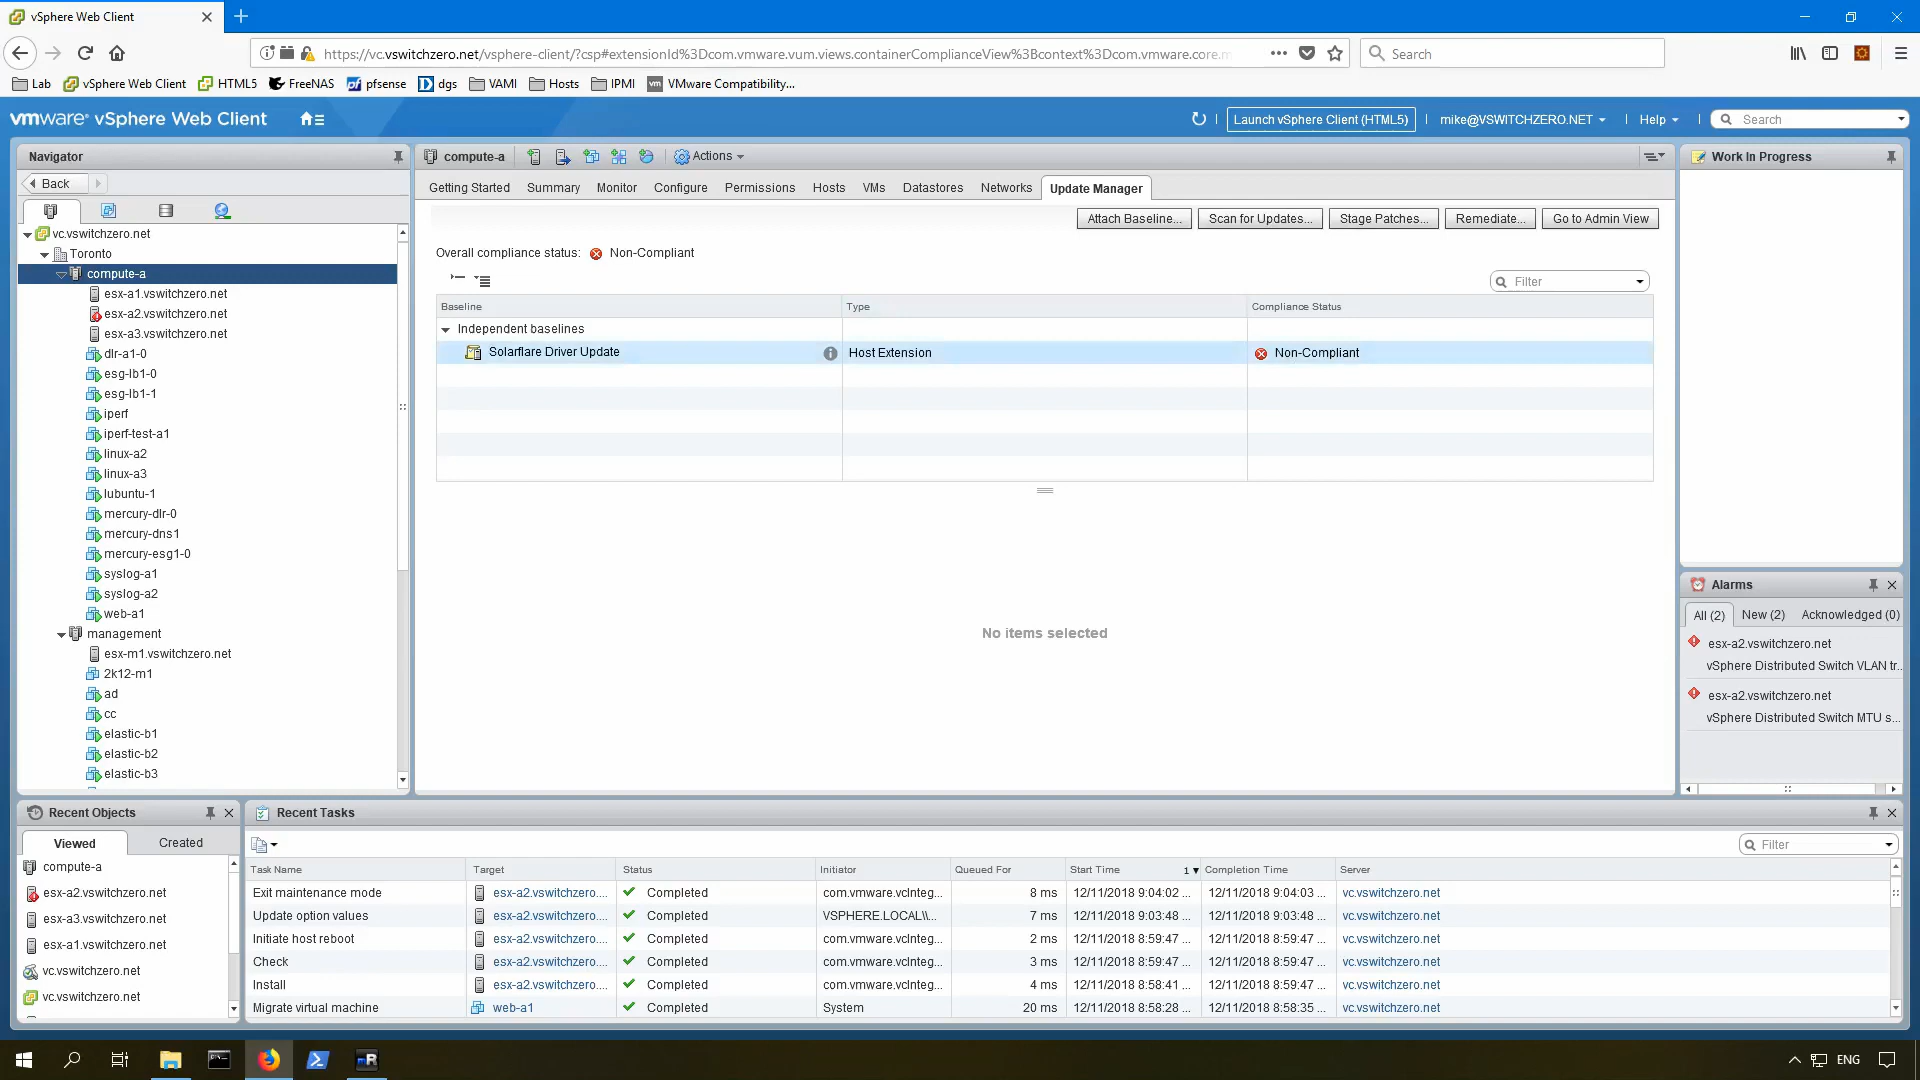 vSphere Web Client
https://vc.vswitchzero.net/vsphere-client/?csp#extensionId%3Dcom.vmware.vum.views.containerComplianceView%3Bcontext%3Dcom.vmware.core.m
Search
Lab
vSphere Web Client
HTML5
FreeNAS
pfsense
dgs
VAMI
Hosts
IPMI
VMware Compatibility...
vmware® vSphere Web Client
Launch vSphere Client (HTML5)
mike@VSWITCHZERO.NET
Help
Search
Navigator
Back
vc.vswitchzero.net
Toronto
compute-a
esx-a1.vswitchzero.net
esx-a2.vswitchzero.net
esx-a3.vswitchzero.net
dlr-a1-0
esg-lb1-0
esg-lb1-1
iperf
iperf-test-a1
linux-a2
linux-a3
lubuntu-1
mercury-dlr-0
mercury-dns1
mercury-esg1-0
syslog-a1
syslog-a2
web-a1
management
esx-m1.vswitchzero.net
2k12-m1
ad
cc
elastic-b1
elastic-b2
elastic-b3
compute-a
Actions
Getting Started Summary Monitor Configure Permissions Hosts VMs Datastores Networks Update Manager
Attach Baseline... Scan for Updates... Stage Patches... Remediate... Go to Admin View
Overall compliance status: Non-Compliant
Filter
Baseline Type Compliance Status
Independent baselines
Solarflare Driver Update Host Extension Non-Compliant
No items selected
Work In Progress
Alarms
All (2) New (2) Acknowledged (0)
esx-a2.vswitchzero.net
vSphere Distributed Switch VLAN tr...
esx-a2.vswitchzero.net
vSphere Distributed Switch MTU s...
Recent Objects
Viewed Created
compute-a
esx-a2.vswitchzero.net
esx-a3.vswitchzero.net
esx-a1.vswitchzero.net
vc.vswitchzero.net
vc.vswitchzero.net
Recent Tasks
Filter
Task Name Target Status Initiator Queued For Start Time 1 Completion Time Server
Exit maintenance mode esx-a2.vswitchzero.... Completed com.vmware.vcInteg... 8 ms 12/11/2018 9:04:02 ... 12/11/2018 9:04:03 ... vc.vswitchzero.net
Update option values esx-a2.vswitchzero.... Completed VSPHERE.LOCAL\\... 7 ms 12/11/2018 9:03:48 ... 12/11/2018 9:03:48 ... vc.vswitchzero.net
Initiate host reboot esx-a2.vswitchzero.... Completed com.vmware.vcInteg... 2 ms 12/11/2018 8:59:47 ... 12/11/2018 8:59:47 ... vc.vswitchzero.net
Check esx-a2.vswitchzero.... Completed com.vmware.vcInteg... 3 ms 12/11/2018 8:59:47 ... 12/11/2018 8:59:47 ... vc.vswitchzero.net
Install esx-a2.vswitchzero.... Completed com.vmware.vcInteg... 4 ms 12/11/2018 8:58:41 ... 12/11/2018 8:59:47 ... vc.vswitchzero.net
Migrate virtual machine web-a1 Completed System 20 ms 12/11/2018 8:58:28 ... 12/11/2018 8:58:35 ... vc.vswitchzero.net
ENG